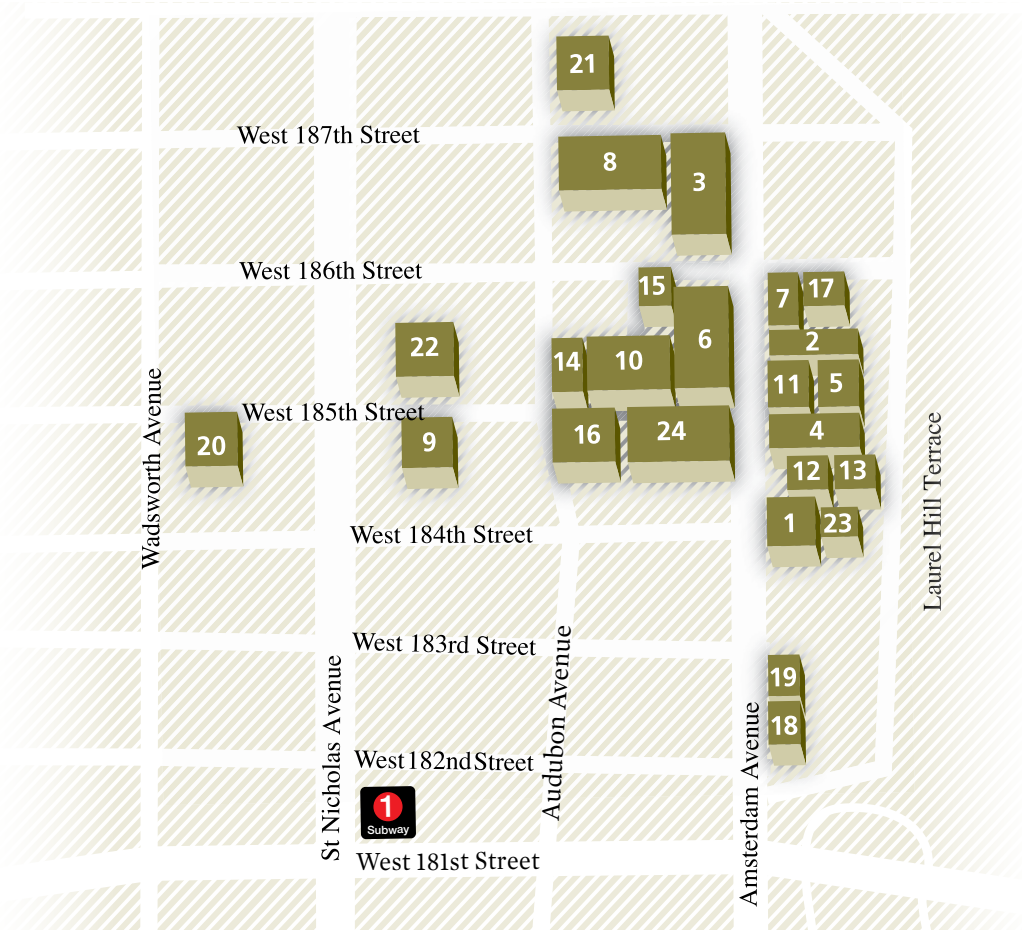 21
West 187th Street
8
3
West 186th Street
15
7
17
22
14
10
6
2
11
5
Wadsworth Avenue
West 185th Street
20
9
16
24
4
12
13
1
23
Laurel Hill Terrace
West 184th Street
West 183rd Street
19
18
St Nicholas Avenue
Audubon Avenue
Amsterdam Avenue
West 182nd Street
1
Subway
West 181st Street